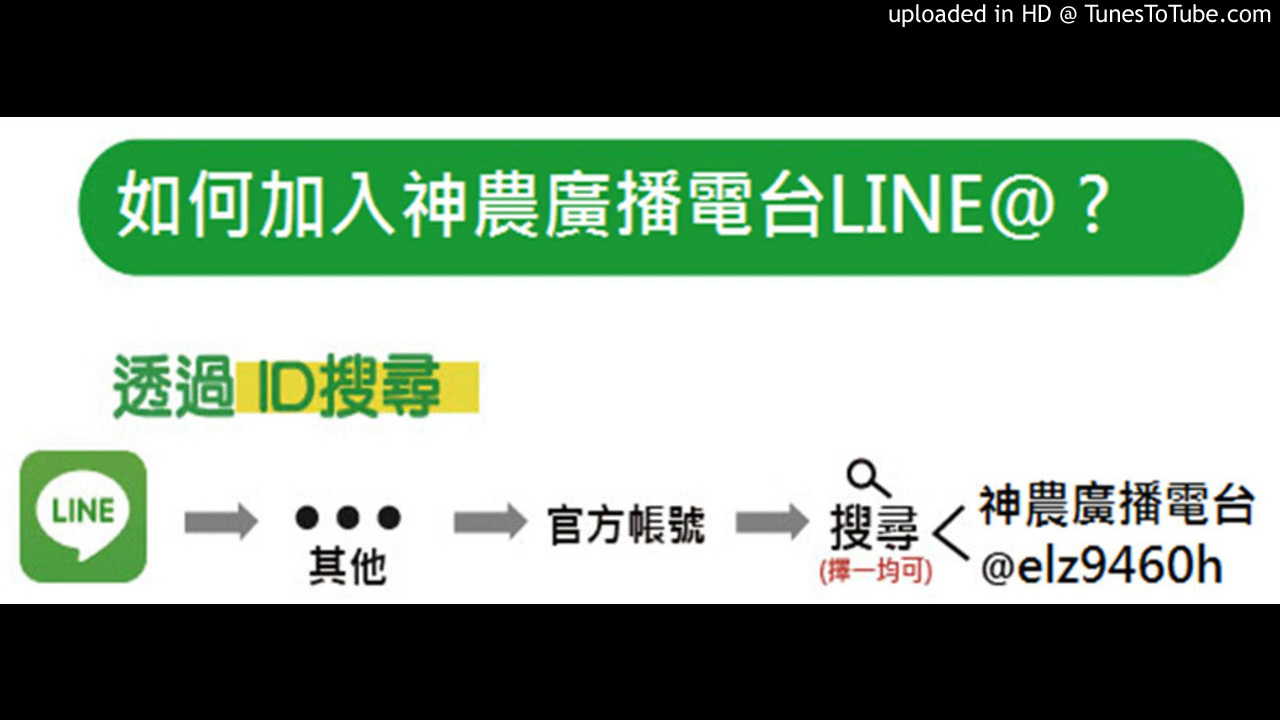 uploaded in HD @ TunesToTube.com
如何加入神農廣播電台LINE@?
透過 ID搜尋
LINE
其他
官方帳號
搜尋
(擇一均可)
神農廣播電台
@elz9460h